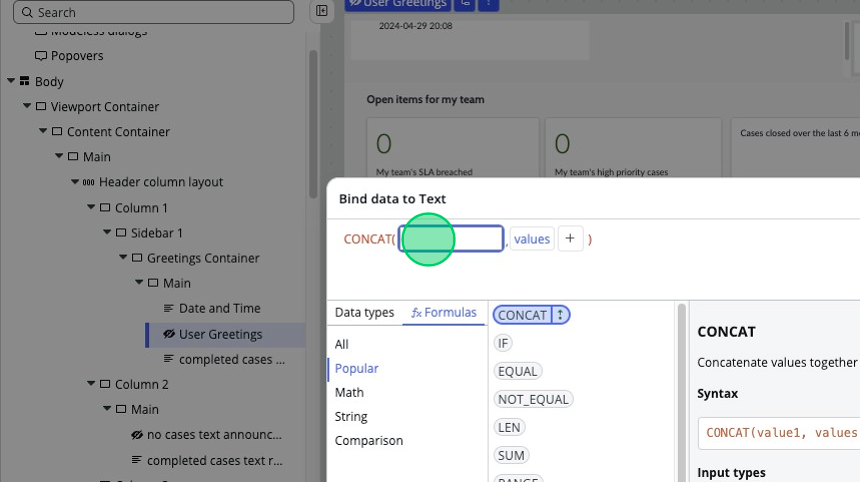 Search
Modeless dialogs
Popovers
Body
Viewport Container
Content Container
Main
Header column layout
Column 1
Sidebar 1
Greetings Container
Main
Date and Time
User Greetings
completed cases ...
Column 2
Main
no cases text announc...
completed cases text r...
User Greetings
2024-04-29 20:08
Open items for my team
0
My team's SLA breached
0
My team's high priority cases
Cases closed over the last 6 m
Bind data to Text
CONCAT( , values + )
Data types
fx Formulas
All
Popular
Math
String
Comparison
CONCAT
IF
EQUAL
NOT_EQUAL
LEN
SUM
CONCAT
Concatenate values together
Syntax
CONCAT(value1, values
Input types